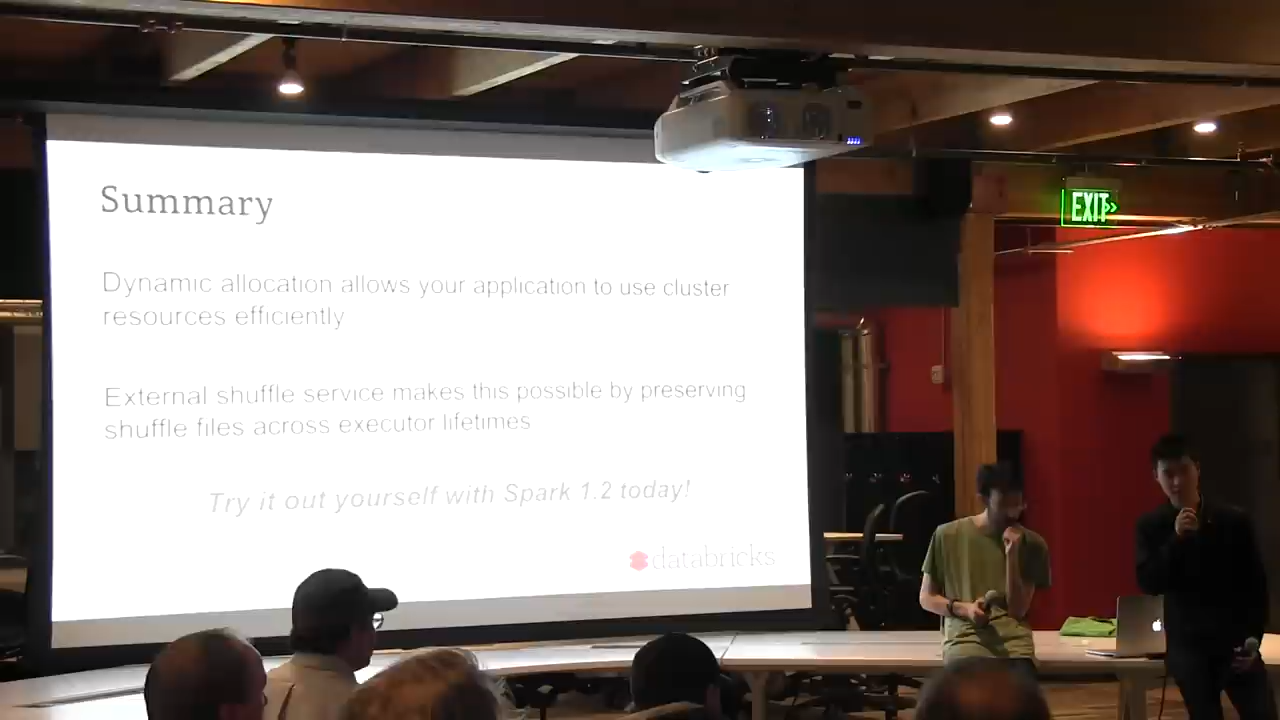 Summary
Dynamic allocation allows your application to use cluster
resources efficiently
External shuffle service makes this possible by preserving
shuffle files across executor lifetimes
Try it out yourself with Spark 1.2 today!
databricks
EXIT